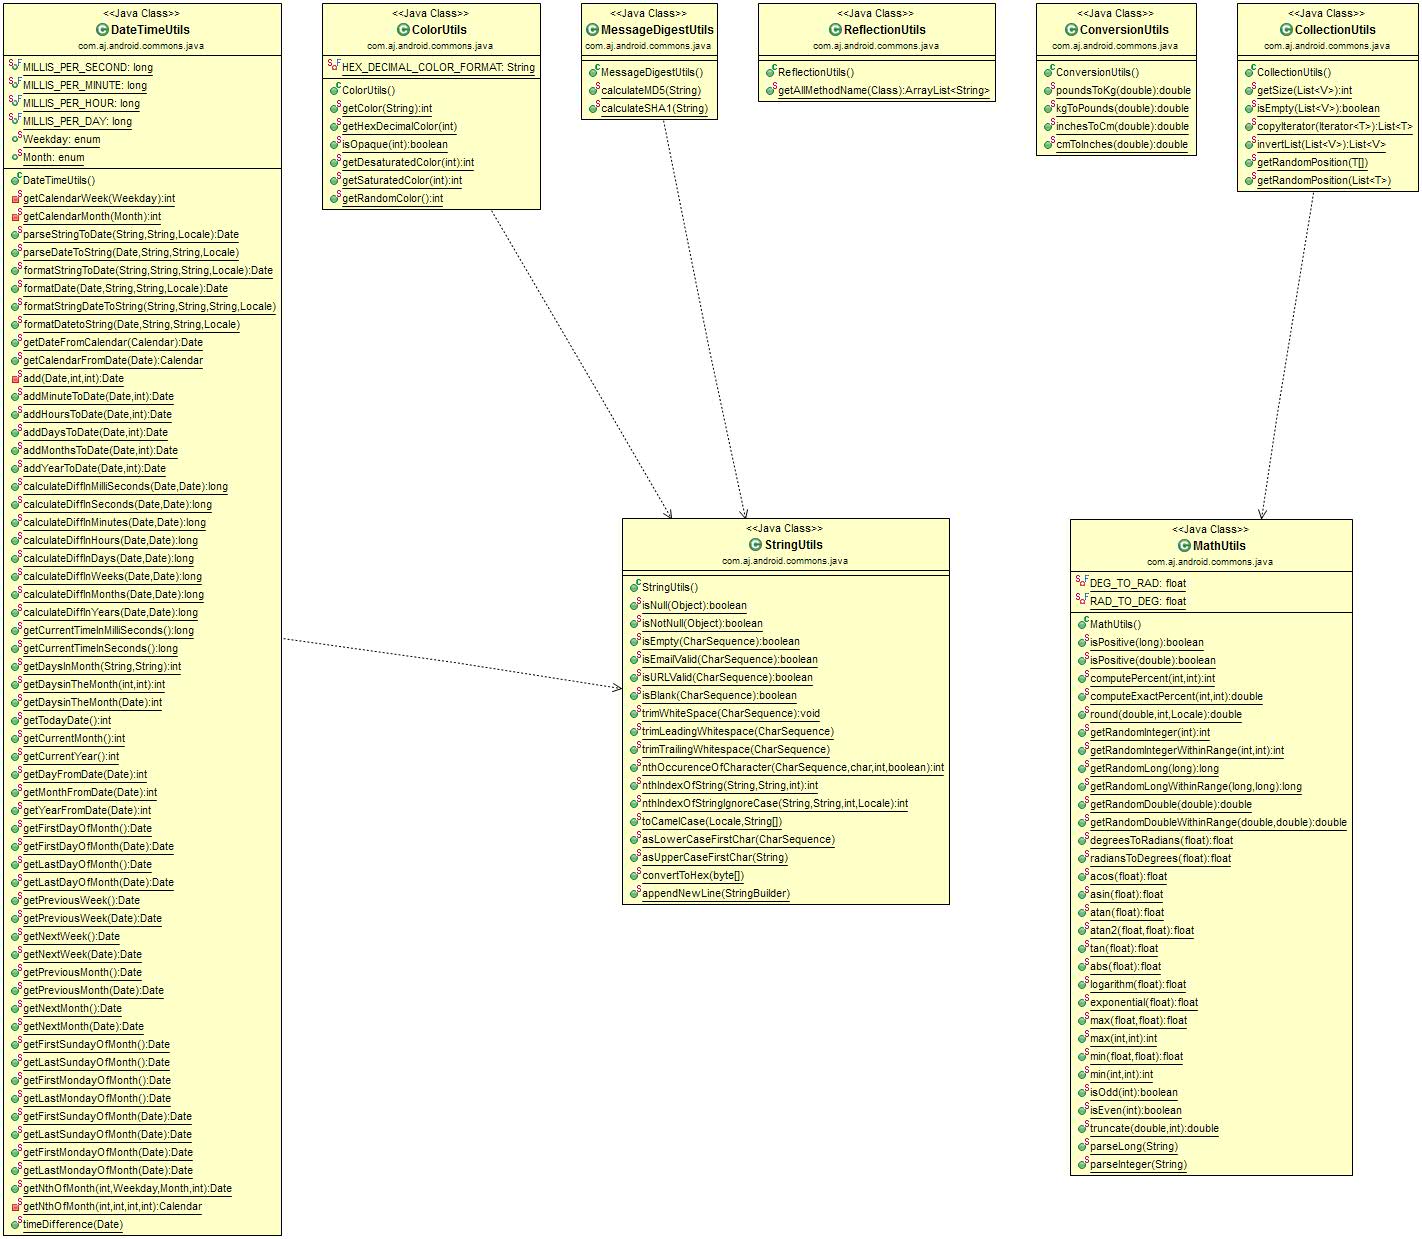 <<Java Class>>
DateTimeUtils
com.aj.android.commons.java
MILLIS_PER_SECOND: long
MILLIS_PER_MINUTE: long
MILLIS_PER_HOUR: long
MILLIS_PER_DAY: long
Weekday: enum
Month: enum
DateTimeUtils()
getCalendarWeek(Weekday):int
getCalendarMonth(Month):int
parseStringToDate(String,String,Locale):Date
parseDateToString(Date,String,String,Locale)
formatStringToDate(String,String,String,Locale):Date
formatDate(Date,String,String,Locale):Date
formatStringDateToString(String,String,String,Locale)
formatDatetoString(Date,String,String,Locale)
getDateFromCalendar(Calendar):Date
getCalendarFromDate(Date):Calendar
add(Date,int,int):Date
addMinuteToDate(Date,int):Date
addHoursToDate(Date,int):Date
addDaysToDate(Date,int):Date
addMonthsToDate(Date,int):Date
addYearToDate(Date,int):Date
calculateDiffInMilliSeconds(Date,Date):long
calculateDiffInSeconds(Date,Date):long
calculateDiffInMinutes(Date,Date):long
calculateDiffInHours(Date,Date):long
calculateDiffInDays(Date,Date):long
calculateDiffInWeeks(Date,Date):long
calculateDiffInMonths(Date,Date):long
calculateDiffInYears(Date,Date):long
getCurrentTimeInMilliSeconds():long
getCurrentTimeInSeconds():long
getDaysInMonth(String,String):int
getDaysinTheMonth(int,int):int
getDaysinTheMonth(Date):int
getTodayDate():int
getCurrentMonth():int
getCurrentYear():int
getDayFromDate(Date):int
getMonthFromDate(Date):int
getYearFromDate(Date):int
getFirstDayOfMonth():Date
getFirstDayOfMonth(Date):Date
getLastDayOfMonth():Date
getLastDayOfMonth(Date):Date
getPreviousWeek():Date
getPreviousWeek(Date):Date
getNextWeek():Date
getNextWeek(Date):Date
getPreviousMonth():Date
getPreviousMonth(Date):Date
getNextMonth():Date
getNextMonth(Date):Date
getFirstSundayOfMonth():Date
getLastSundayOfMonth():Date
getFirstMondayOfMonth():Date
getLastMondayOfMonth():Date
getFirstSundayOfMonth(Date):Date
getLastSundayOfMonth(Date):Date
getFirstMondayOfMonth(Date):Date
getLastMondayOfMonth(Date):Date
getNthOfMonth(int,Weekday,Month,int):Date
getNthOfMonth(int,int,int,int):Calendar
timeDifference(Date)
<<Java Class>>
ColorUtils
com.aj.android.commons.java
HEX_DECIMAL_COLOR_FORMAT: String
ColorUtils()
getColor(String):int
getHexDecimalColor(int)
isOpaque(int):boolean
getDesaturatedColor(int):int
getSaturatedColor(int):int
getRandomColor():int
<<Java Class>>
MessageDigestUtils
com.aj.android.commons.java
MessageDigestUtils()
calculateMD5(String)
calculateSHA1(String)
<<Java Class>>
ReflectionUtils
com.aj.android.commons.java
ReflectionUtils()
getAllMethodName(Class):ArrayList<String>
<<Java Class>>
ConversionUtils
com.aj.android.commons.java
ConversionUtils()
poundsToKg(double):double
kgToPounds(double):double
inchesToCm(double):double
cmToInches(double):double
<<Java Class>>
CollectionUtils
com.aj.android.commons.java
CollectionUtils()
getSize(List<V>):int
isEmpty(List<V>):boolean
copyIterator(Iterator<T>):List<T>
invertList(List<V>):List<V>
getRandomPosition(T[])
getRandomPosition(List<T>)
<<Java Class>>
StringUtils
com.aj.android.commons.java
StringUtils()
isNull(Object):boolean
isNotNull(Object):boolean
isEmpty(CharSequence):boolean
isEmailValid(CharSequence):boolean
isURLValid(CharSequence):boolean
isBlank(CharSequence):boolean
trimWhiteSpace(CharSequence):void
trimLeadingWhitespace(CharSequence)
trimTrailingWhitespace(CharSequence)
nthOccurenceOfCharacter(CharSequence,char,int,boolean):int
nthIndexOfString(String,String,int):int
nthIndexOfStringIgnoreCase(String,String,int,Locale):int
toCamelCase(Locale,String[])
asLowerCaseFirstChar(CharSequence)
asUpperCaseFirstChar(String)
convertToHex(byte[])
appendNewLine(StringBuilder)
<<Java Class>>
MathUtils
com.aj.android.commons.java
DEG_TO_RAD: float
RAD_TO_DEG: float
MathUtils()
isPositive(long):boolean
isPositive(double):boolean
computePercent(int,int):int
computeExactPercent(int,int):double
round(double,int,Locale):double
getRandomInteger(int):int
getRandomIntegerWithinRange(int,int):int
getRandomLong(long):long
getRandomLongWithinRange(long,long):long
getRandomDouble(double):double
getRandomDoubleWithinRange(double,double):double
degreesToRadians(float):float
radiansToDegrees(float):float
acos(float):float
asin(float):float
atan(float):float
atan2(float,float):float
tan(float):float
abs(float):float
logarithm(float):float
exponential(float):float
max(float,float):float
max(int,int):int
min(float,float):float
min(int,int):int
isOdd(int):boolean
isEven(int):boolean
truncate(double,int):double
parseLong(String)
parseInteger(String)